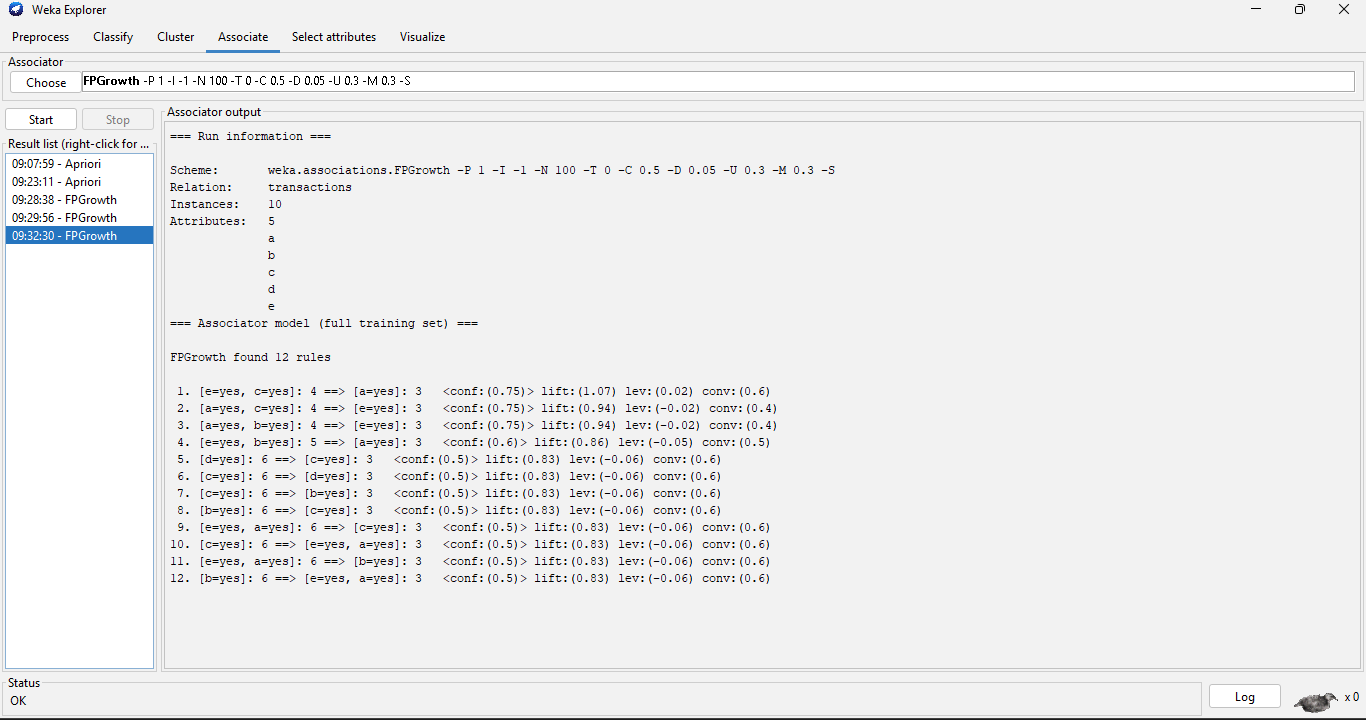 Weka Explorer
Preprocess Classify Cluster Associate Select attributes Visualize
Associator
Choose FPGrowth -P 1 -I -1 -N 100 -T 0 -C 0.5 -D 0.05 -U 0.3 -M 0.3 -S
Start Stop
Result list (right-click for ...
09:07:59 - Apriori
09:23:11 - Apriori
09:28:38 - FPGrowth
09:29:56 - FPGrowth
09:32:30 - FPGrowth
Associator output
=== Run information ===
Scheme: weka.associations.FPGrowth -P 1 -I -1 -N 100 -T 0 -C 0.5 -D 0.05 -U 0.3 -M 0.3 -S
Relation: transactions
Instances: 10
Attributes: 5
a
b
c
d
e
=== Associator model (full training set) ===
FPGrowth found 12 rules
1. [e=yes, c=yes]: 4 ==> [a=yes]: 3 <conf:(0.75)> lift:(1.07) lev:(0.02) conv:(0.6)
2. [a=yes, c=yes]: 4 ==> [e=yes]: 3 <conf:(0.75)> lift:(0.94) lev:(-0.02) conv:(0.4)
3. [a=yes, b=yes]: 4 ==> [e=yes]: 3 <conf:(0.75)> lift:(0.94) lev:(-0.02) conv:(0.4)
4. [e=yes, b=yes]: 5 ==> [a=yes]: 3 <conf:(0.6)> lift:(0.86) lev:(-0.05) conv:(0.5)
5. [d=yes]: 6 ==> [c=yes]: 3 <conf:(0.5)> lift:(0.83) lev:(-0.06) conv:(0.6)
6. [c=yes]: 6 ==> [d=yes]: 3 <conf:(0.5)> lift:(0.83) lev:(-0.06) conv:(0.6)
7. [c=yes]: 6 ==> [b=yes]: 3 <conf:(0.5)> lift:(0.83) lev:(-0.06) conv:(0.6)
8. [b=yes]: 6 ==> [c=yes]: 3 <conf:(0.5)> lift:(0.83) lev:(-0.06) conv:(0.6)
9. [e=yes, a=yes]: 6 ==> [c=yes]: 3 <conf:(0.5)> lift:(0.83) lev:(-0.06) conv:(0.6)
10. [c=yes]: 6 ==> [e=yes, a=yes]: 3 <conf:(0.5)> lift:(0.83) lev:(-0.06) conv:(0.6)
11. [e=yes, a=yes]: 6 ==> [b=yes]: 3 <conf:(0.5)> lift:(0.83) lev:(-0.06) conv:(0.6)
12. [b=yes]: 6 ==> [e=yes, a=yes]: 3 <conf:(0.5)> lift:(0.83) lev:(-0.06) conv:(0.6)
Status
OK
Log
x 0